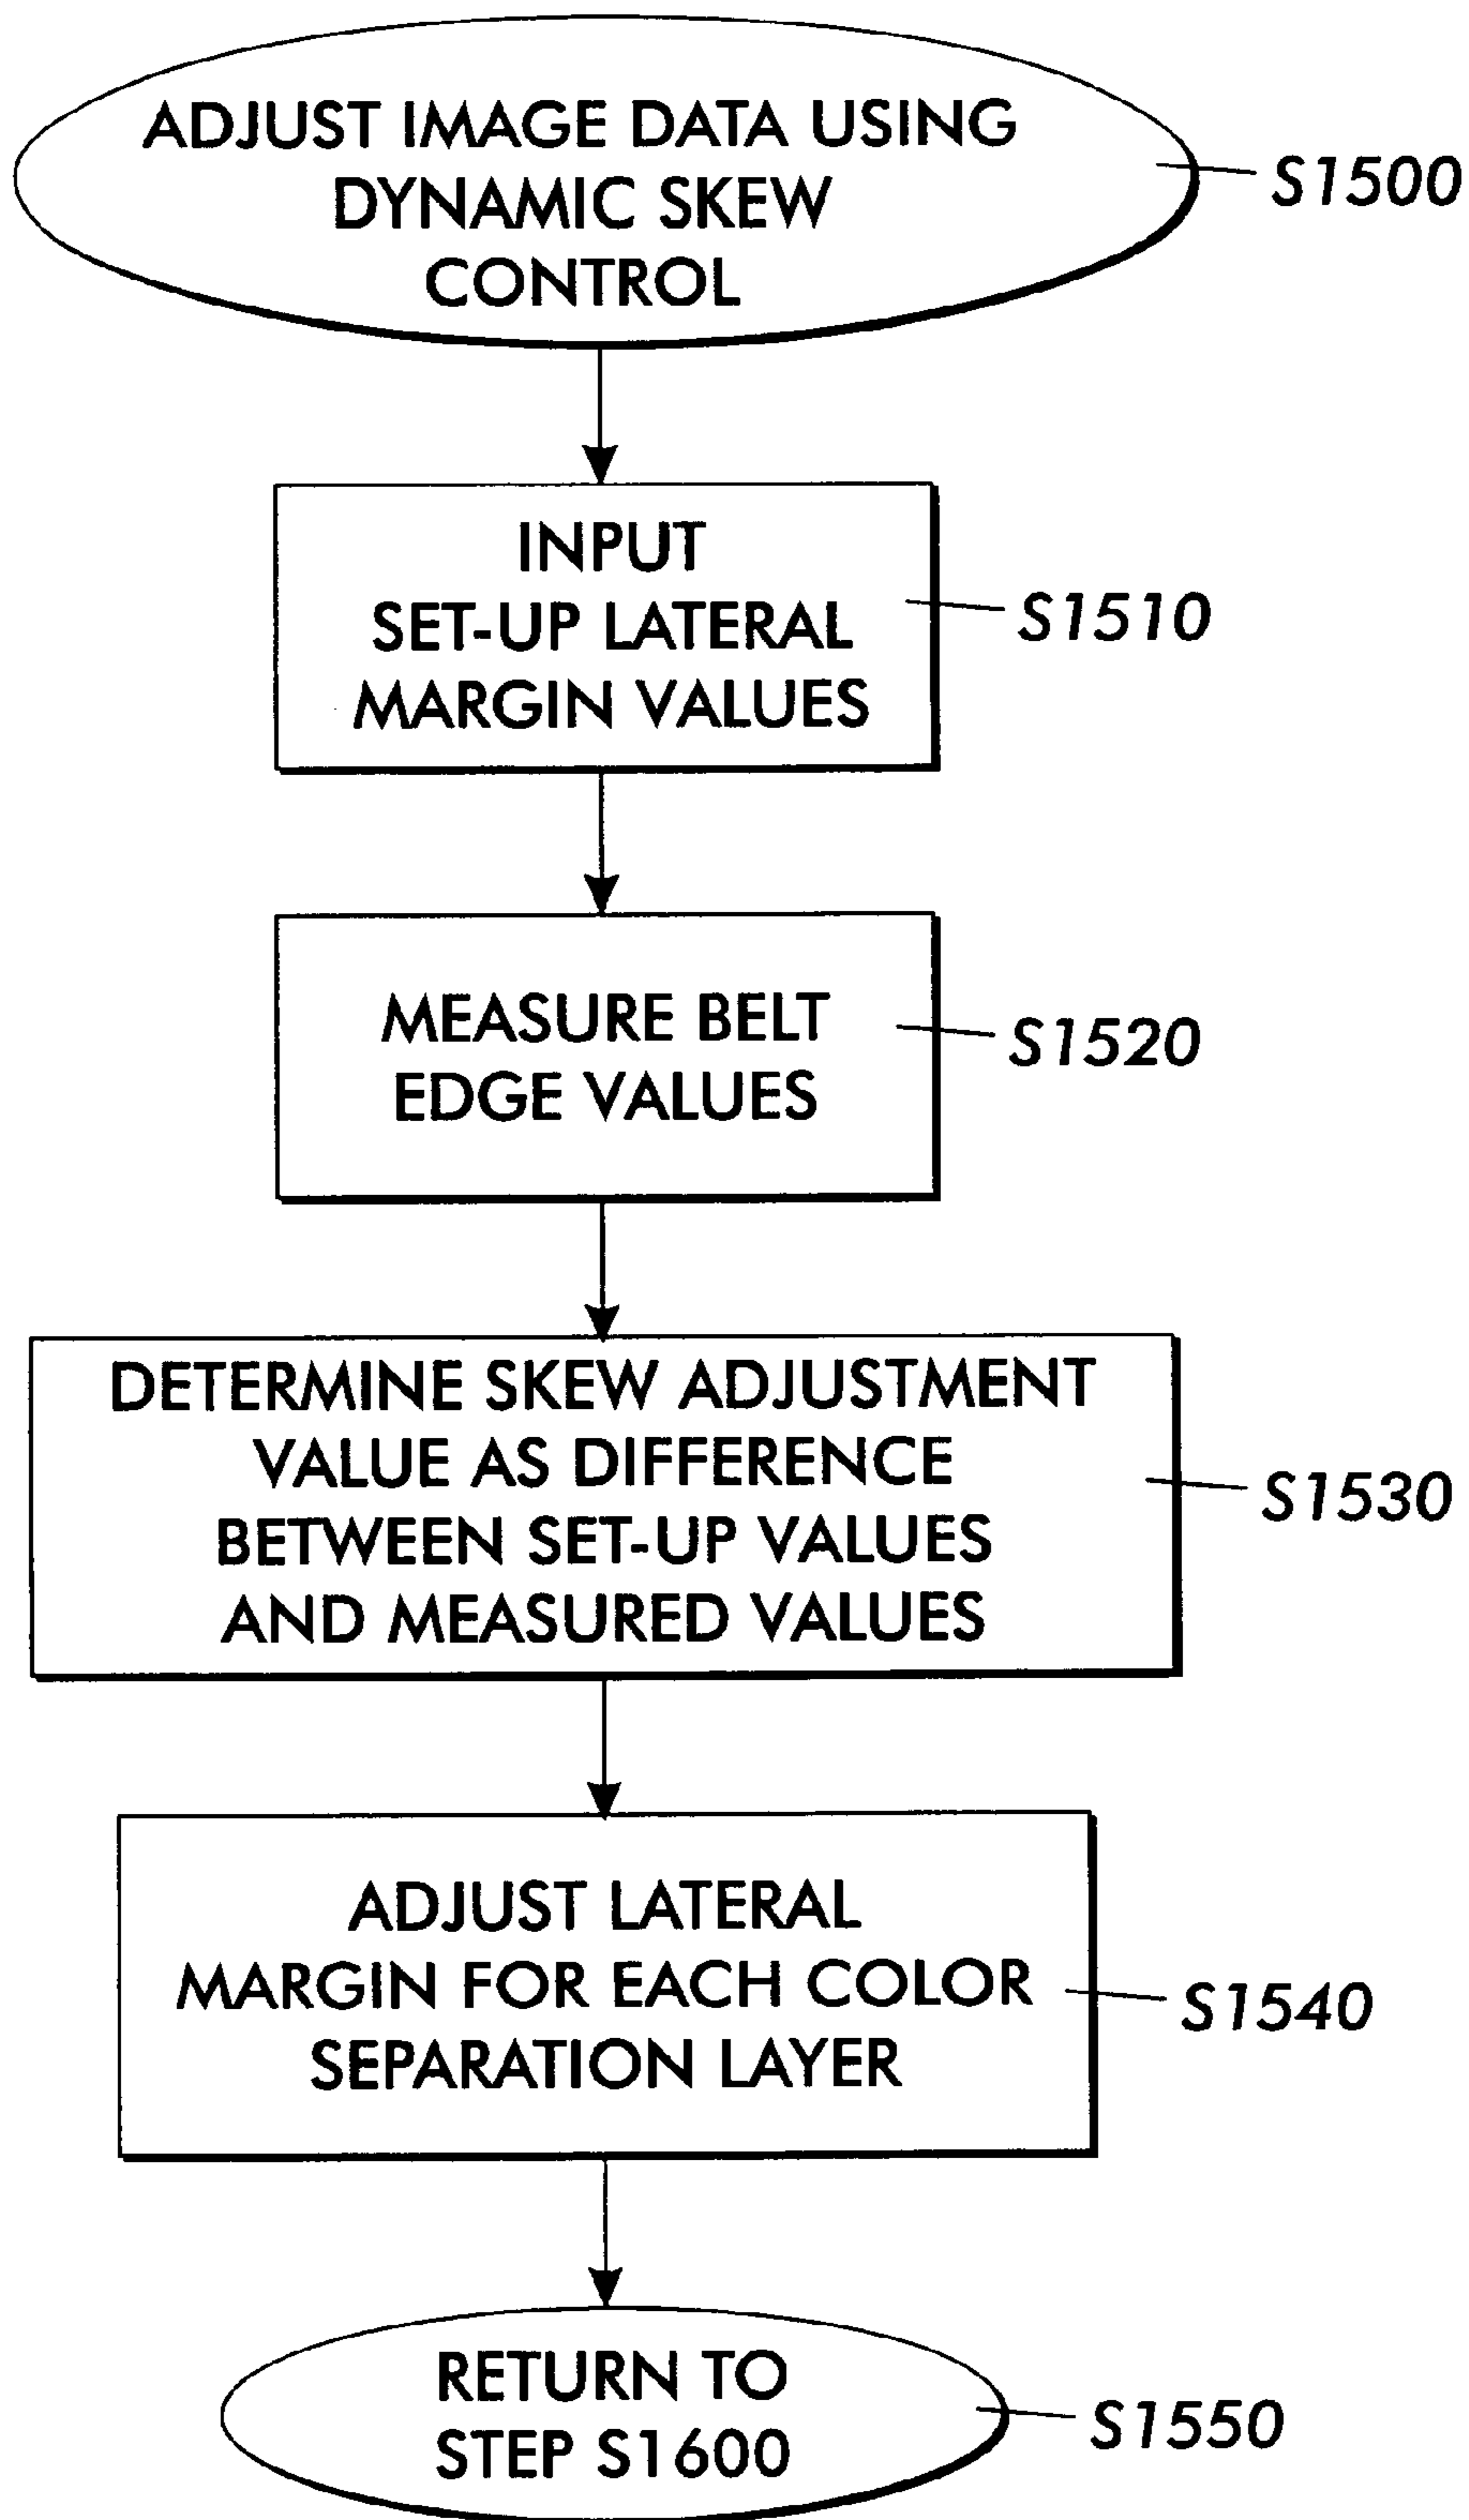 ADJUST IMAGE DATA USING
DYNAMIC SKEW
CONTROL
S1500
INPUT
SET-UP LATERAL
MARGIN VALUES
S1510
MEASURE BELT
EDGE VALUES
S1520
DETERMINE SKEW ADJUSTMENT
VALUE AS DIFFERENCE
BETWEEN SET-UP VALUES
AND MEASURED VALUES
S1530
ADJUST LATERAL
MARGIN FOR EACH COLOR
SEPARATION LAYER
S1540
RETURN TO
STEP S1600
S1550